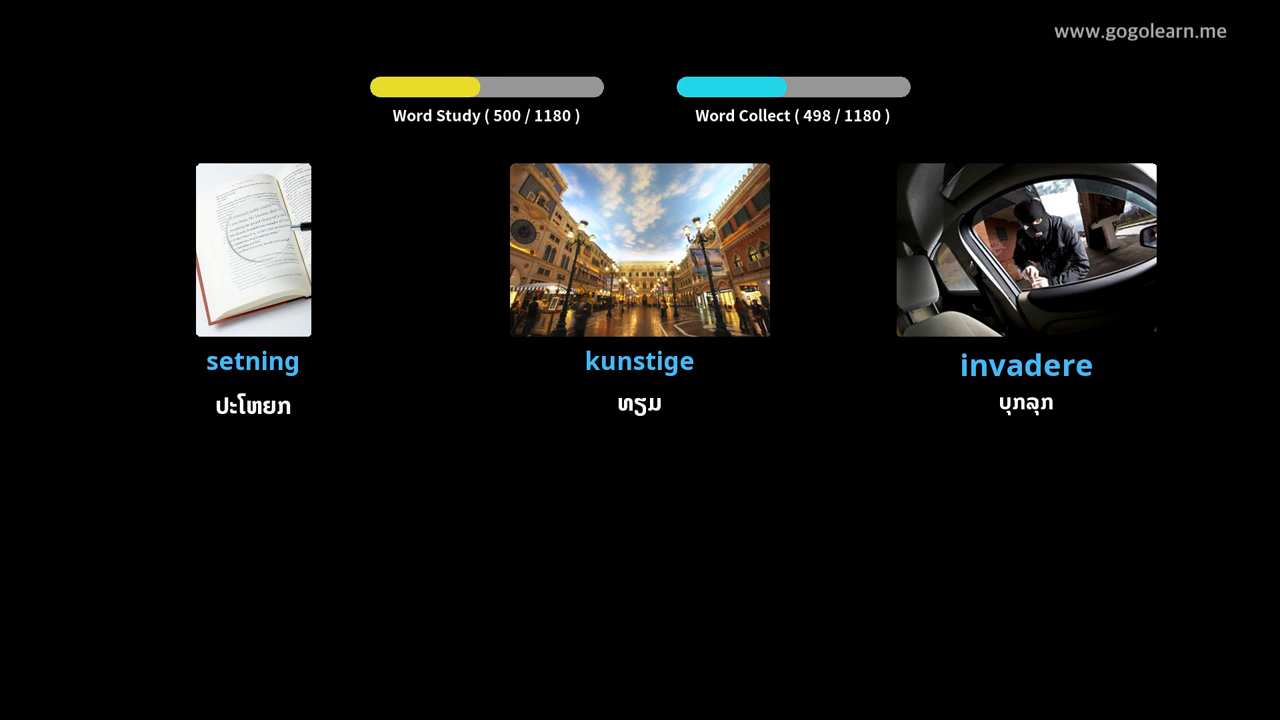 www.gogolearn.me
Word Study ( 500 / 1180 )
Word Collect ( 498 / 1180 )
setning
kunstige
invadere
ປະໂຫຍກ
ທຽມ
ບຸກລຸກ